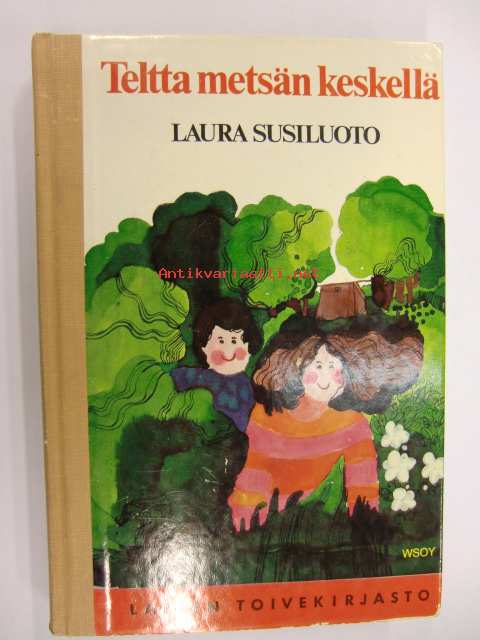 Teltta metsän keskellä
LAURA SUSILUOTO
Antikvariaatti.net
WSOY
TOIVEKIRJASTO